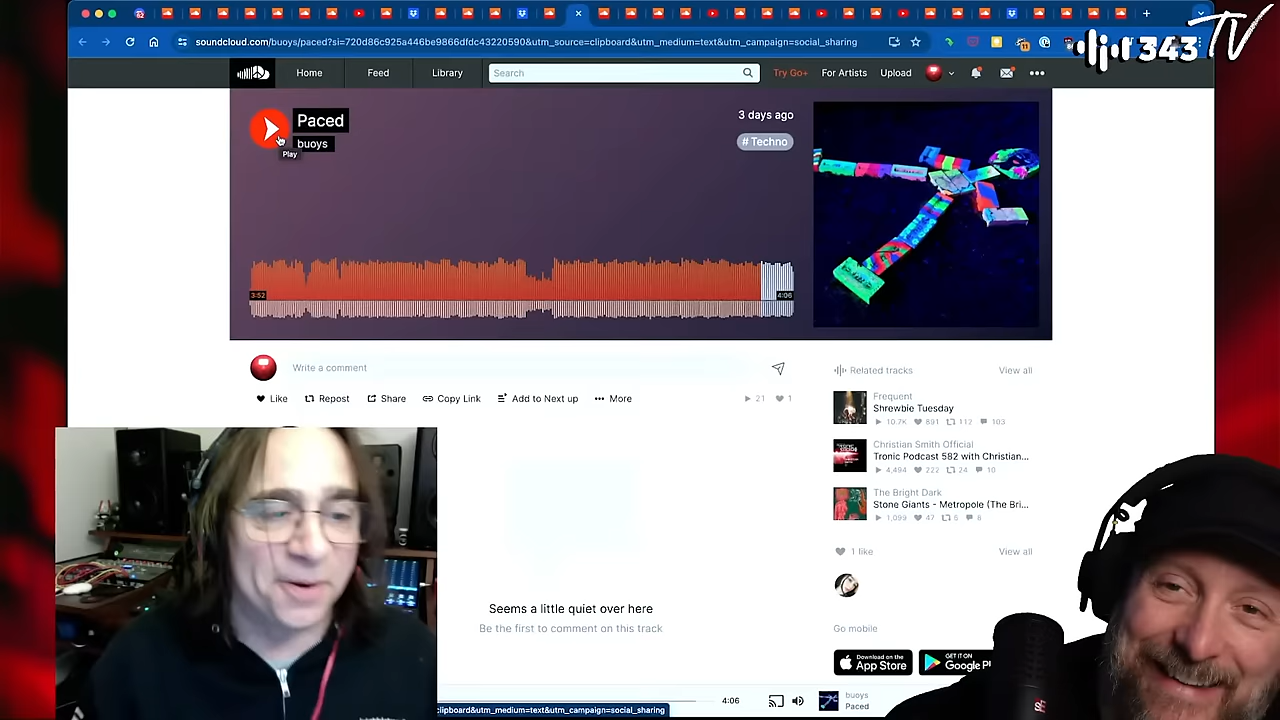 soundcloud.com/buoys/paced?si=720d86c925a446be9866dfdc43220590&utm_source=clipboard&utm_medium=text&utm_campaign=social_sharing
343 TV
Home
Feed
Library
Search
Try Go+
For Artists
Upload
Paced
buoys
Play
3 days ago
# Techno
3:52
4:06
Write a comment
Like
Repost
Share
Copy Link
Add to Next up
More
21
1
Related tracks
View all
Frequent
Shrewbie Tuesday
10.7K 891 112 103
Christian Smith Official
Tronic Podcast 582 with Christian...
4,494 222 24 10
The Bright Dark
Stone Giants - Metropole (The Bri...
1,099 47 5 8
1 like
View all
Seems a little quiet over here
Be the first to comment on this track
Go mobile
Download on the
App Store
GET IT ON
Google Pl
4:06
buoys
Paced
clipboard&utm_medium=text&utm_campaign=social_sharing